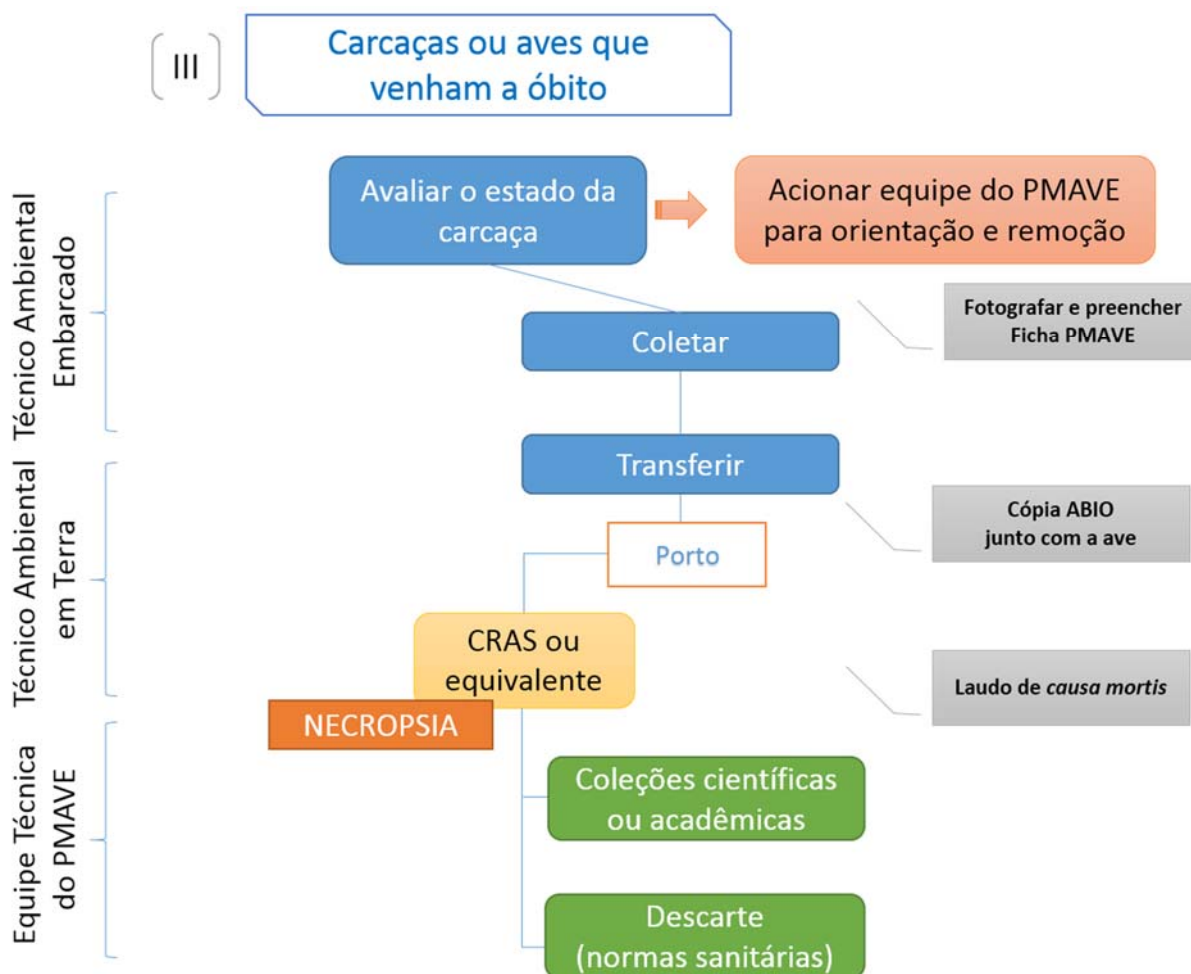 III
Carcaças ou aves que
venham a óbito
Técnico Ambiental
Embarcado
Avaliar o estado da
carcaça
Acionar equipe do PMAVE
para orientação e remoção
Fotografar e preencher
Ficha PMAVE
Coletar
Técnico Ambiental
em Terra
Transferir
Cópia ABIO
junto com a ave
Porto
CRAS ou
equivalente
Laudo de causa mortis
NECROPSIA
Equipe Técnica
do PMAVE
Coleções científicas
ou acadêmicas
Descarte
(normas sanitárias)